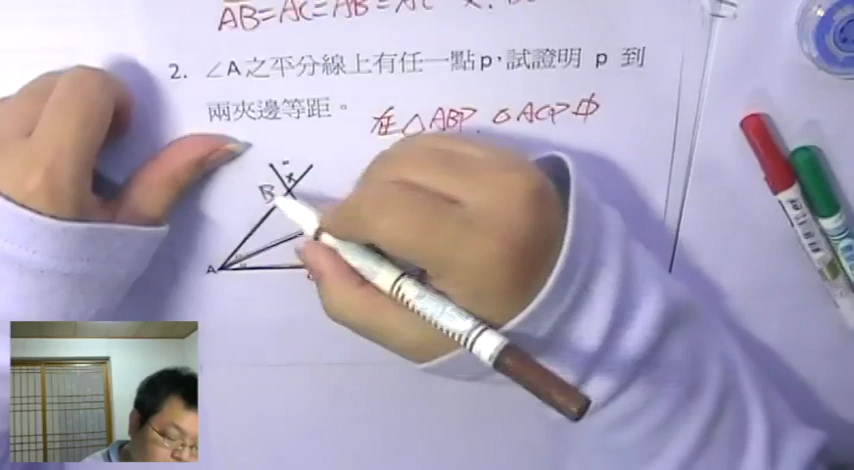 AB=AC=AB=AC
2. ∠A之平分線上有任一點p,試證明 p 到
兩夾邊等距。
在△ABP. △ACP中
B
A